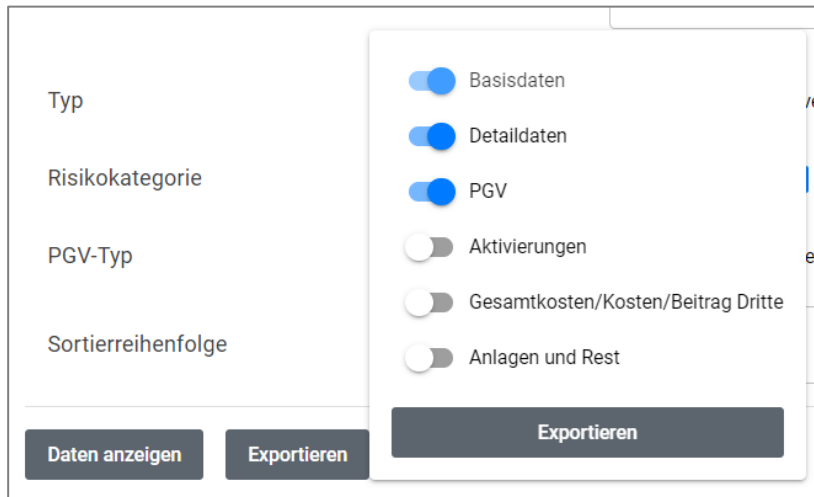 Typ
Risikokategorie
PGV-Typ
Sortierreihenfolge
Daten anzeigen
Exportieren
Basisdaten
Detaildaten
PGV
Aktivierungen
Gesamtkosten/Kosten/Beitrag Dritte
Anlagen und Rest
Exportieren